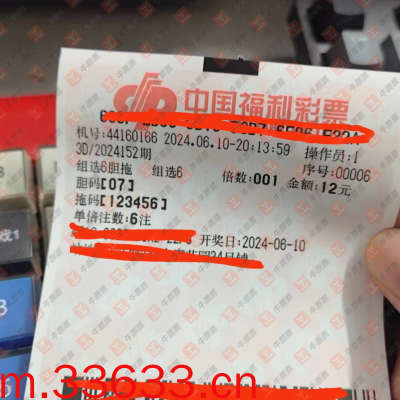 中国福利彩票
机号:44160166 2024.06.10-20:13:59 操作员:1
3D/2024152期 序号:00006
组选6胆拖 组选6 倍数:001 金额:12元
胆码[07]
拖码[123456]
单倍注数:6注
开奖日:2024-06-10
m.33633.cn